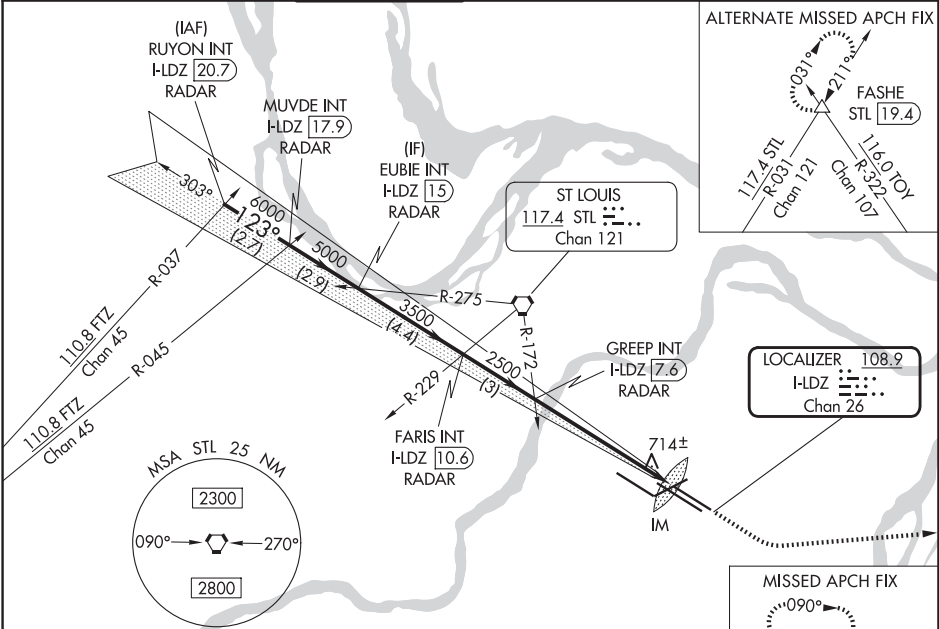 (IAF)
RUYON INT
I-LDZ 20.7
RADAR
MUVDE INT
I-LDZ 17.9
RADAR
(IF)
EUBIE INT
I-LDZ 15
RADAR
303°
6000
123°
(2.7)
5000
(2.9)
3500
(4.4)
2500
(3)
R-037
110.8 FTZ
Chan 45
R-045
110.8 FTZ
Chan 45
R-275
R-229
R-172
ST LOUIS
117.4 STL
Chan 121
GREEP INT
I-LDZ 7.6
RADAR
FARIS INT
I-LDZ 10.6
RADAR
LOCALIZER 108.9
I-LDZ
Chan 26
714±
IM
MSA STL 25 NM
2300
090°
270°
2800
ALTERNATE MISSED APCH FIX
031°
211°
FASHE
STL 19.4
117.4 STL
R-031
Chan 121
116.0 TOY
R-322
Chan 107
MISSED APCH FIX
090°